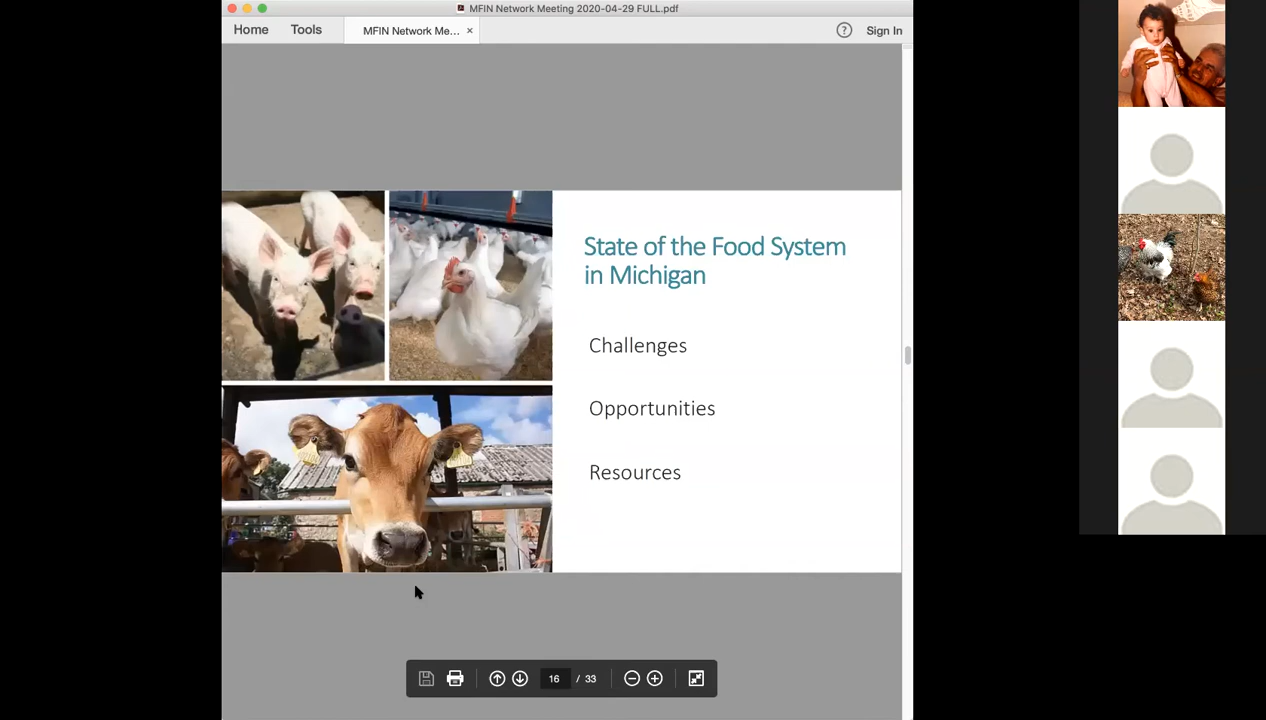 MFIN Network Meeting 2020-04-29 FULL.pdf
Home Tools MFIN Network Me... × ? Sign In
State of the Food System
in Michigan
Challenges
Opportunities
Resources
16 / 33